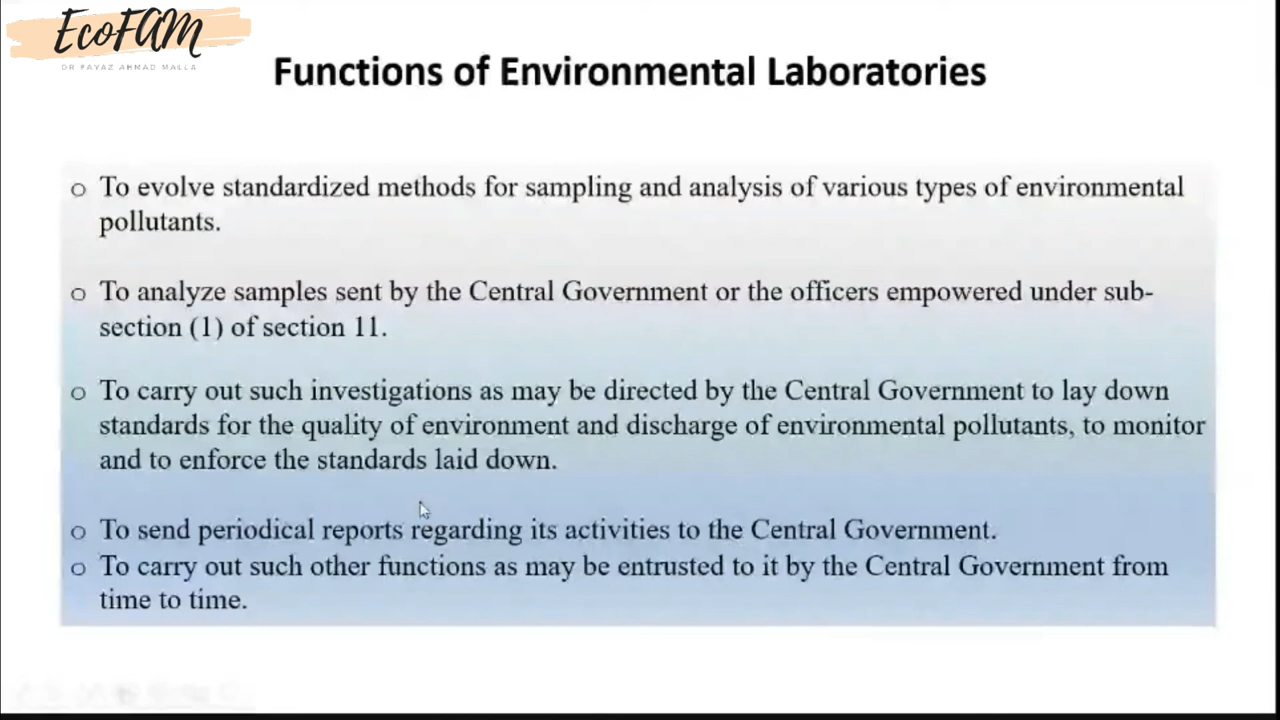 EcoFAM
DR FAYAZ AHMAD MALLA
Functions of Environmental Laboratories
o To evolve standardized methods for sampling and analysis of various types of environmental
pollutants.
o To analyze samples sent by the Central Government or the officers empowered under sub-
section (1) of section 11.
o To carry out such investigations as may be directed by the Central Government to lay down
standards for the quality of environment and discharge of environmental pollutants, to monitor
and to enforce the standards laid down.
o To send periodical reports regarding its activities to the Central Government.
o To carry out such other functions as may be entrusted to it by the Central Government from
time to time.